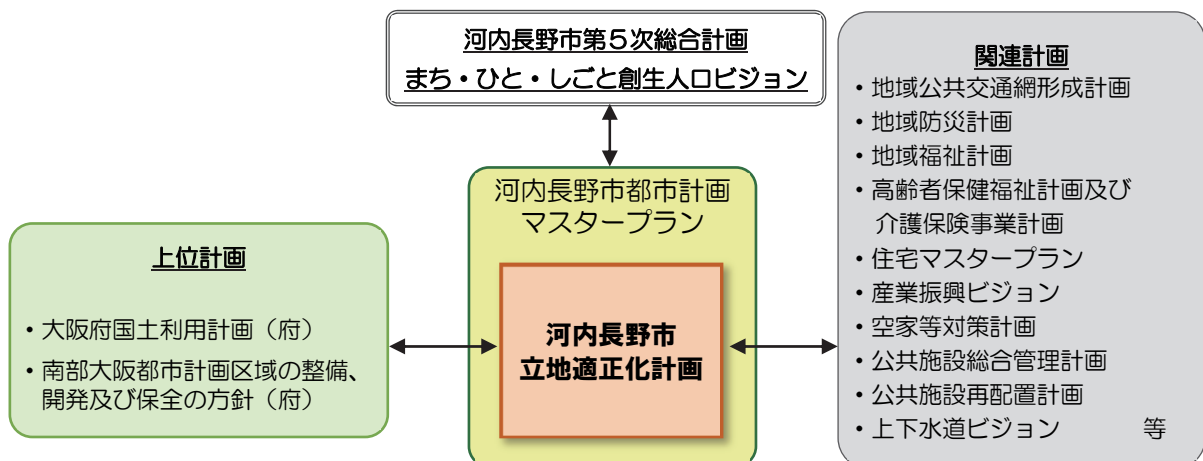 河内長野市第５次総合計画
まち・ひと・しごと創生人口ビジョン
関連計画
・地域公共交通網形成計画
・地域防災計画
・地域福祉計画
・高齢者保健福祉計画及び
介護保険事業計画
・住宅マスタープラン
・産業振興ビジョン
・空家等対策計画
・公共施設総合管理計画
・公共施設再配置計画
・上下水道ビジョン　　　等
河内長野市都市計画
マスタープラン
河内長野市
立地適正化計画
上位計画
・大阪府国土利用計画（府）
・南部大阪都市計画区域の整備、
開発及び保全の方針（府）